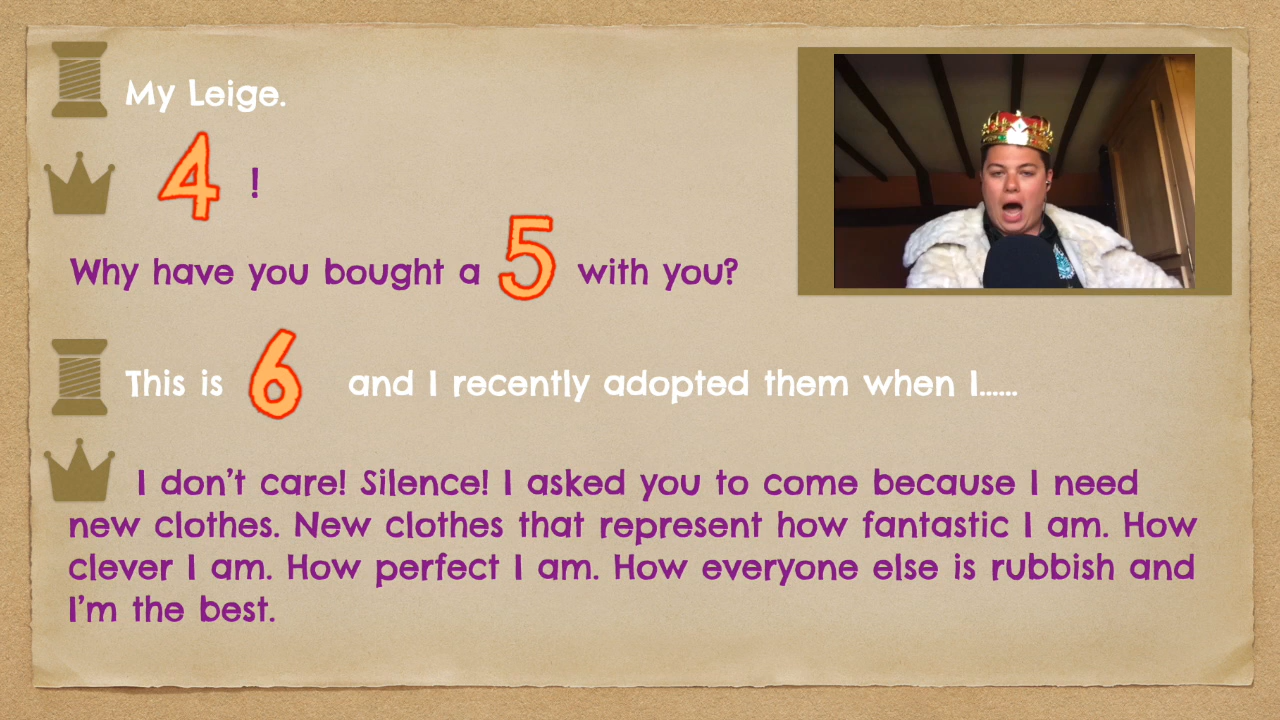 My Leige.
4 !
Why have you bought a 5 with you?
This is 6 and I recently adopted them when I......
I don't care! Silence! I asked you to come because I need
new clothes. New clothes that represent how fantastic I am. How
clever I am. How perfect I am. How everyone else is rubbish and
I'm the best.